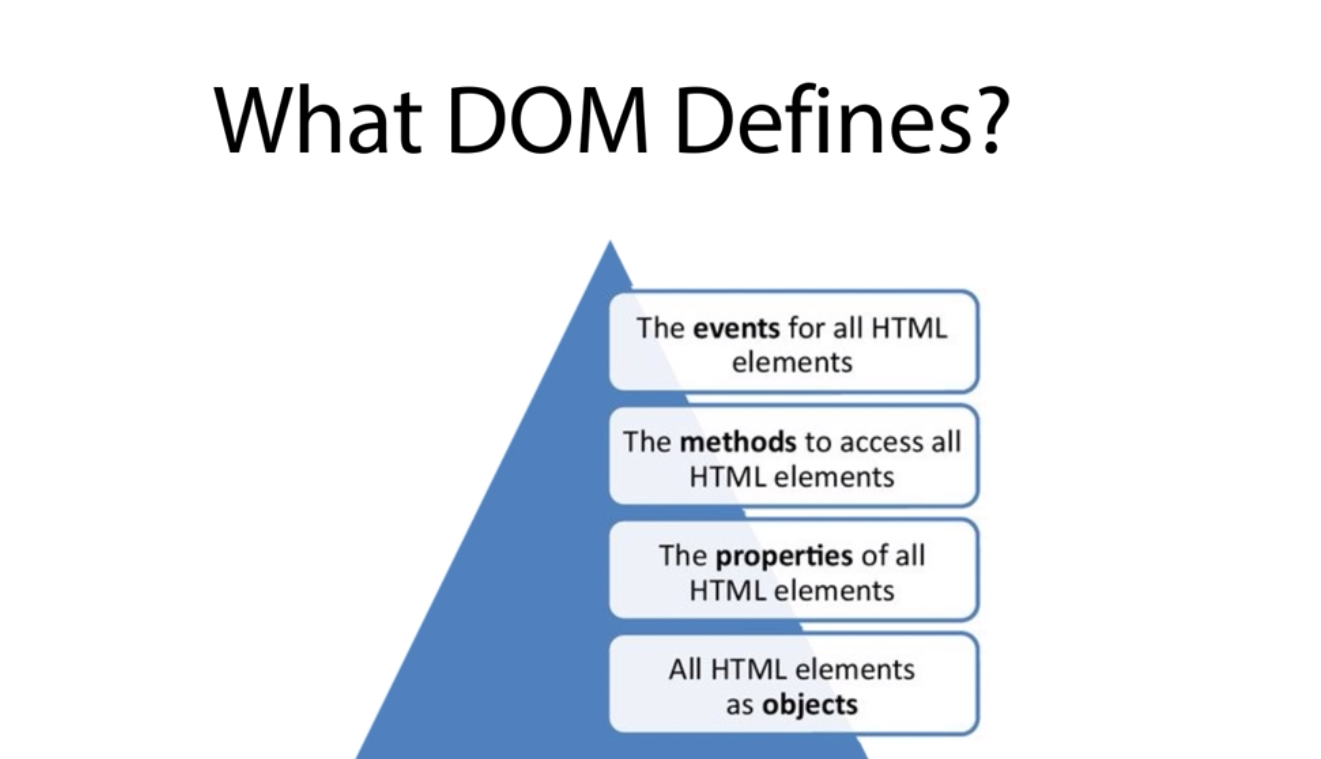 What DOM Defines?
The events for all HTML
elements
The methods to access all
HTML elements
The properties of all
HTML elements
All HTML elements
as objects